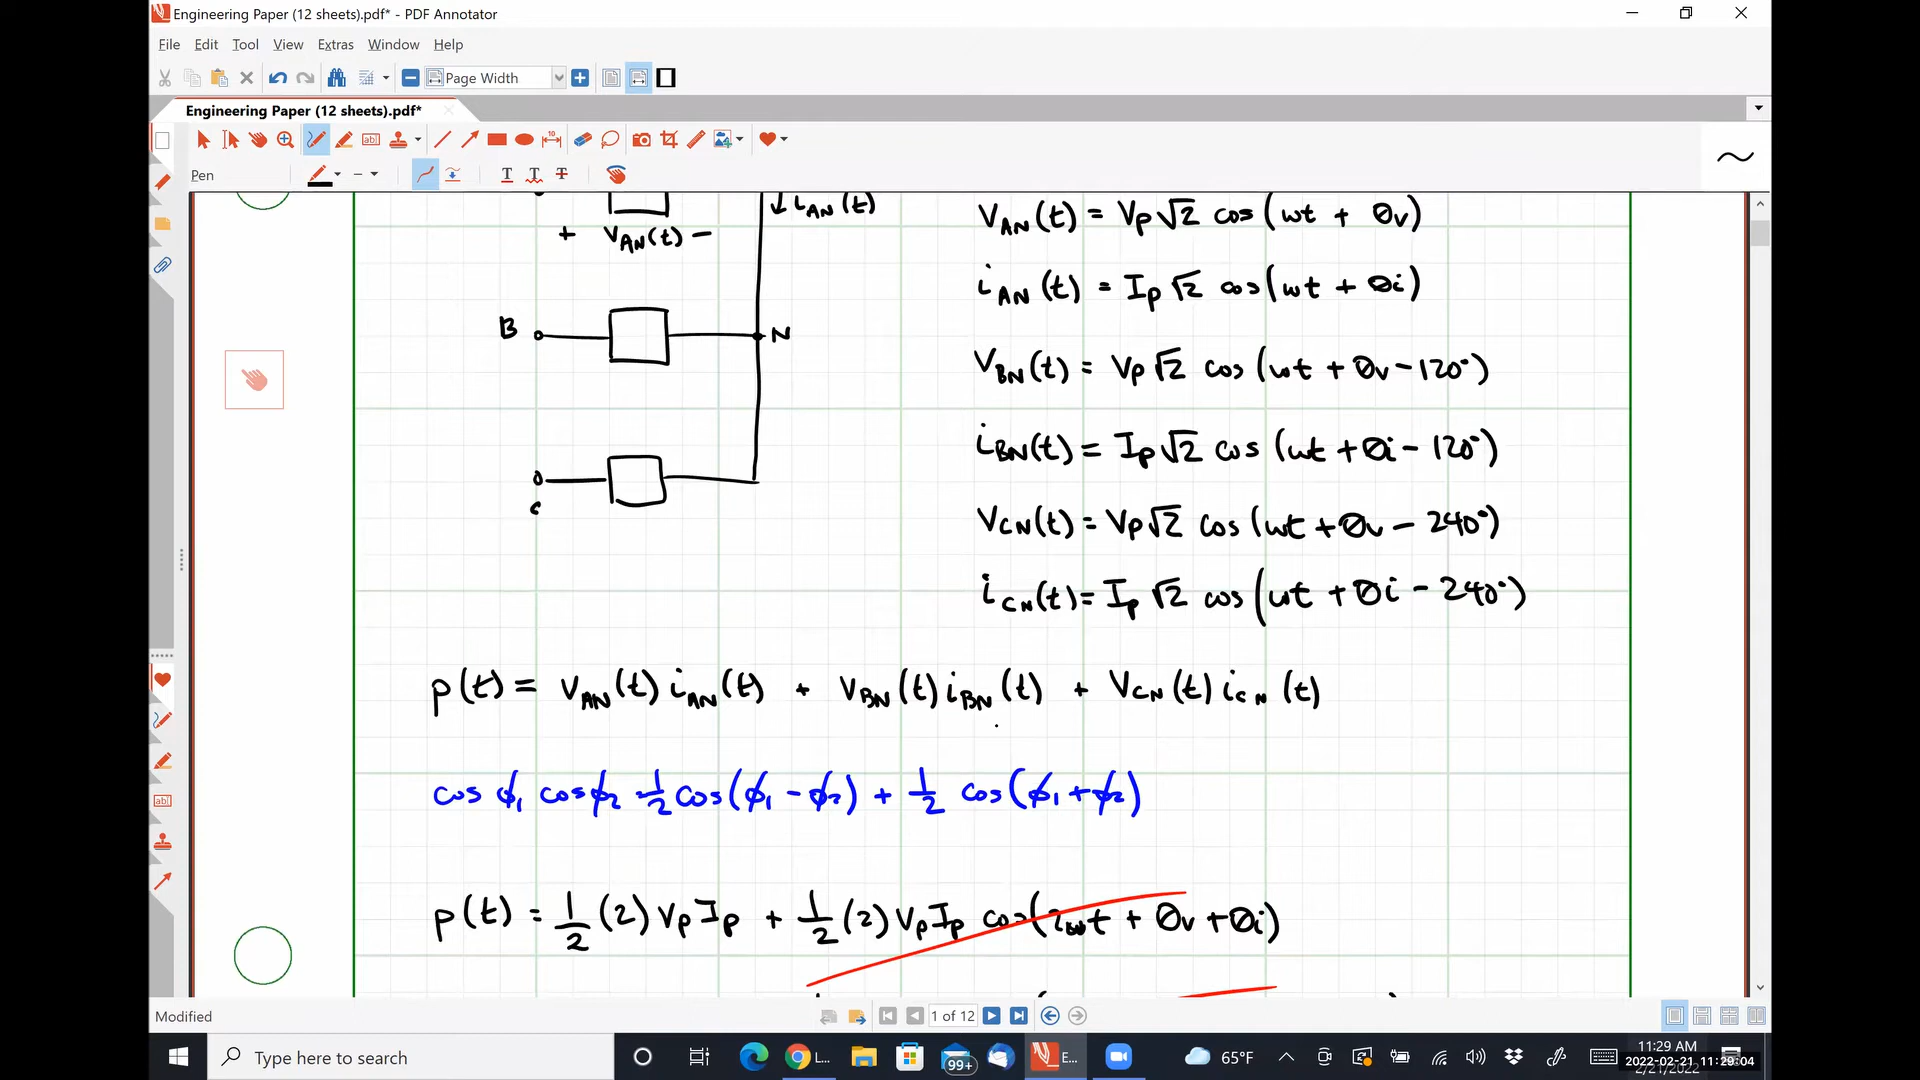 Engineering Paper (12 sheets).pdf* - PDF Annotator
File Edit Tool View Extras Window Help
Page Width
Engineering Paper (12 sheets).pdf*
Pen
↓ i_AN(t)
+ V_AN(t) −
B
N
C
V_AN(t) = Vp√2 cos(ωt + θv)
i_AN(t) = Ip√2 cos(ωt + θi)
V_BN(t) = Vp√2 cos(ωt + θv − 120°)
i_BN(t) = Ip√2 cos(ωt + θi − 120°)
V_CN(t) = Vp√2 cos(ωt + θv − 240°)
i_CN(t) = Ip√2 cos(ωt + θi − 240°)
p(t) = V_AN(t) i_AN(t) + V_BN(t) i_BN(t) + V_CN(t) i_CN(t)
cos ϕ1 cos ϕ2 = 1/2 cos(ϕ1 − ϕ2) + 1/2 cos(ϕ1 + ϕ2)
p(t) = 1/2 (2) Vp Ip + 1/2 (2) Vp Ip cos(2ωt + θv + θi)
Modified
1 of 12
Type here to search
99+
L...
E...
65°F
11:29 AM
2022-02-21 11:29:04
2/21/2022